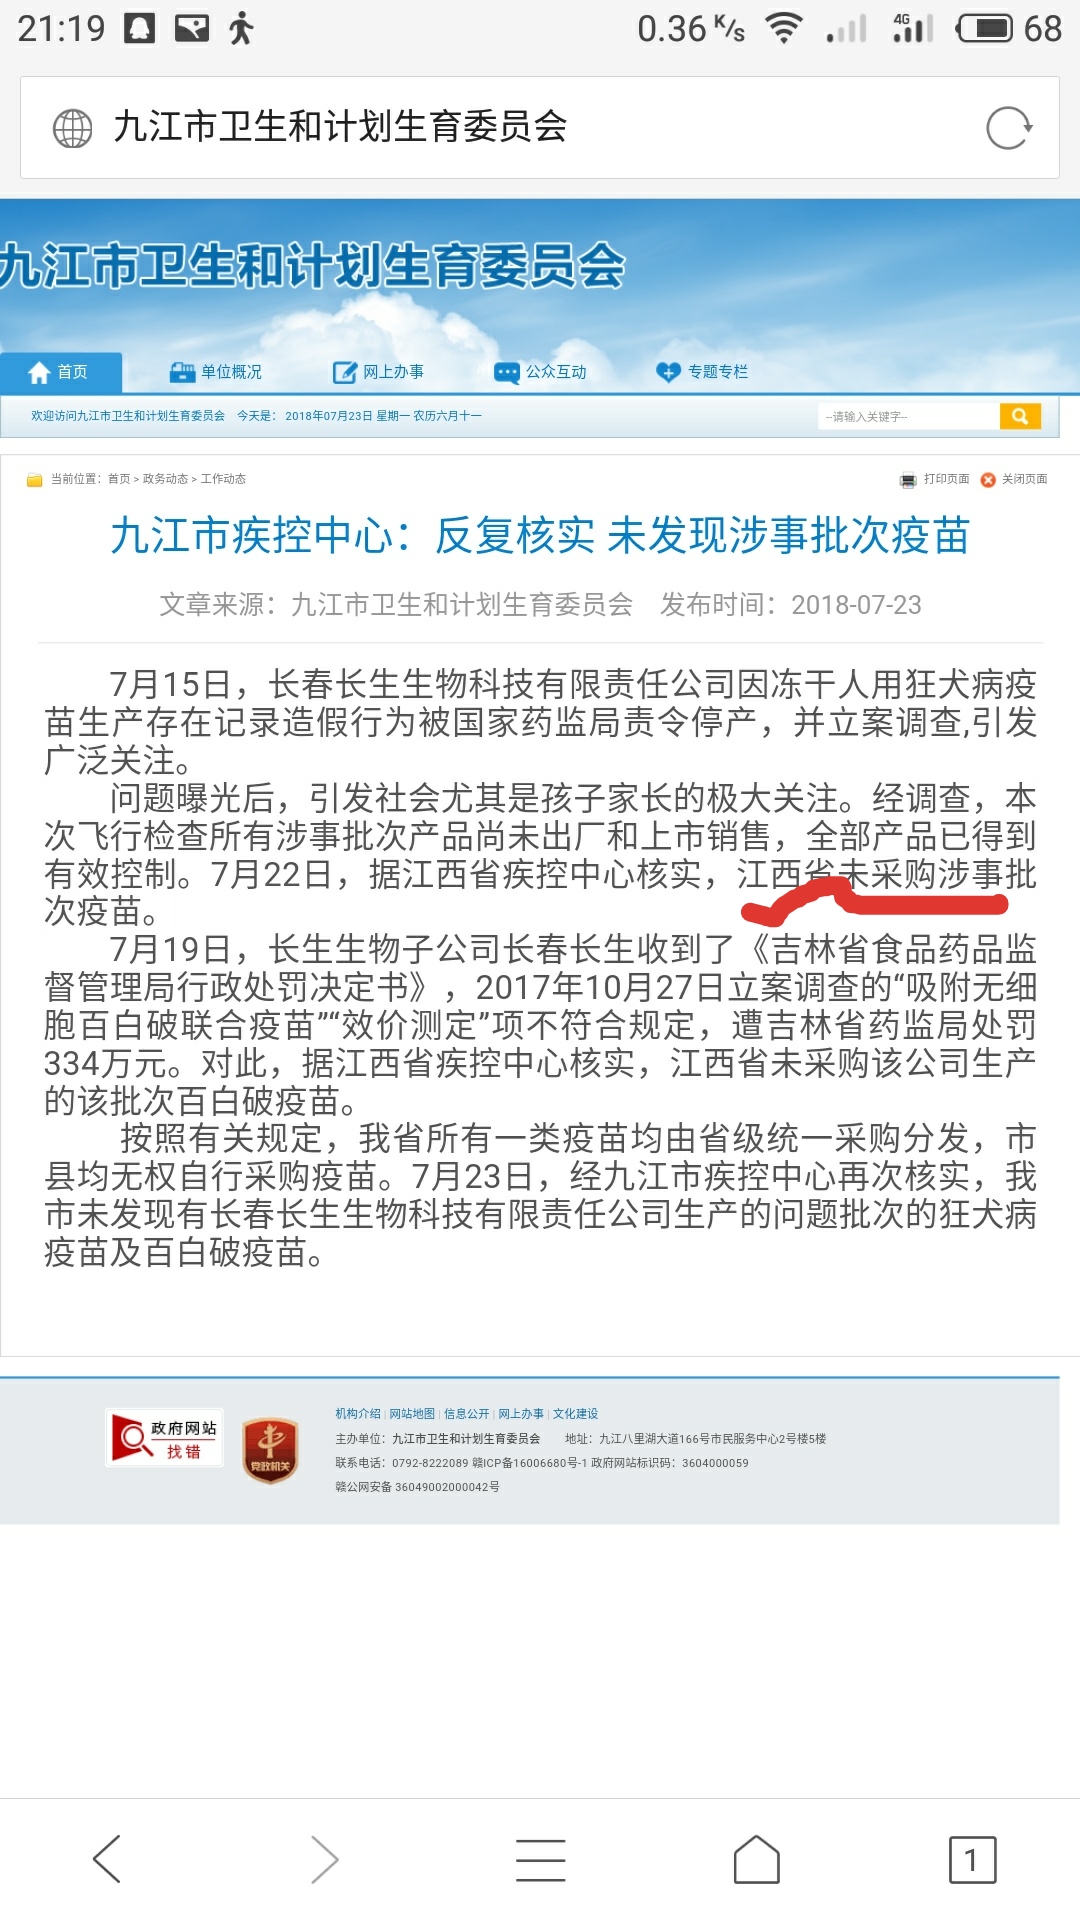 21:19 0.36 K/s 4G 68
九江市卫生和计划生育委员会
九江市卫生和计划生育委员会
首页 单位概况 网上办事 公众互动 专题专栏
欢迎访问九江市卫生和计划生育委员会 今天是： 2018年07月23日 星期一 农历六月十一 --请输入关键字--
当前位置：首页 > 政务动态 > 工作动态 打印页面 关闭页面
九江市疾控中心：反复核实 未发现涉事批次疫苗
文章来源：九江市卫生和计划生育委员会 发布时间：2018-07-23
7月15日，长春长生生物科技有限责任公司因冻干人用狂犬病疫
苗生产存在记录造假行为被国家药监局责令停产，并立案调查,引发
广泛关注。
问题曝光后，引发社会尤其是孩子家长的极大关注。经调查，本
次飞行检查所有涉事批次产品尚未出厂和上市销售，全部产品已得到
有效控制。7月22日，据江西省疾控中心核实，江西省未采购涉事批
次疫苗。
7月19日，长生生物子公司长春长生收到了《吉林省食品药品监
督管理局行政处罚决定书》，2017年10月27日立案调查的“吸附无细
胞百白破联合疫苗”“效价测定”项不符合规定，遭吉林省药监局处罚
334万元。对此，据江西省疾控中心核实，江西省未采购该公司生产
的该批次百白破疫苗。
按照有关规定，我省所有一类疫苗均由省级统一采购分发，市
县均无权自行采购疫苗。7月23日，经九江市疾控中心再次核实，我
市未发现有长春长生生物科技有限责任公司生产的问题批次的狂犬病
疫苗及百白破疫苗。
政府网站
找错
党政机关
机构介绍 | 网站地图 | 信息公开 | 网上办事 | 文化建设
主办单位：九江市卫生和计划生育委员会 地址：九江八里湖大道166号市民服务中心2号楼5楼
联系电话：0792-8222089 赣ICP备16006680号-1 政府网站标识码：3604000059
赣公网安备 36049002000042号
1